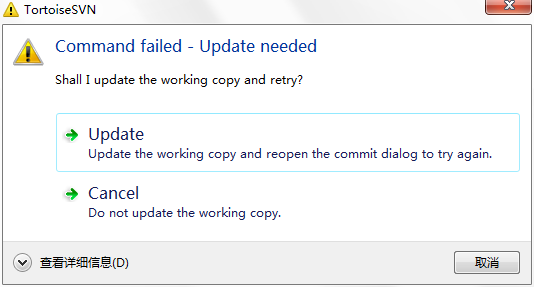 TortoiseSVN
Command failed - Update needed
Shall I update the working copy and retry?
Update
Update the working copy and reopen the commit dialog to try again.
Cancel
Do not update the working copy.
查看详细信息(D)
取消